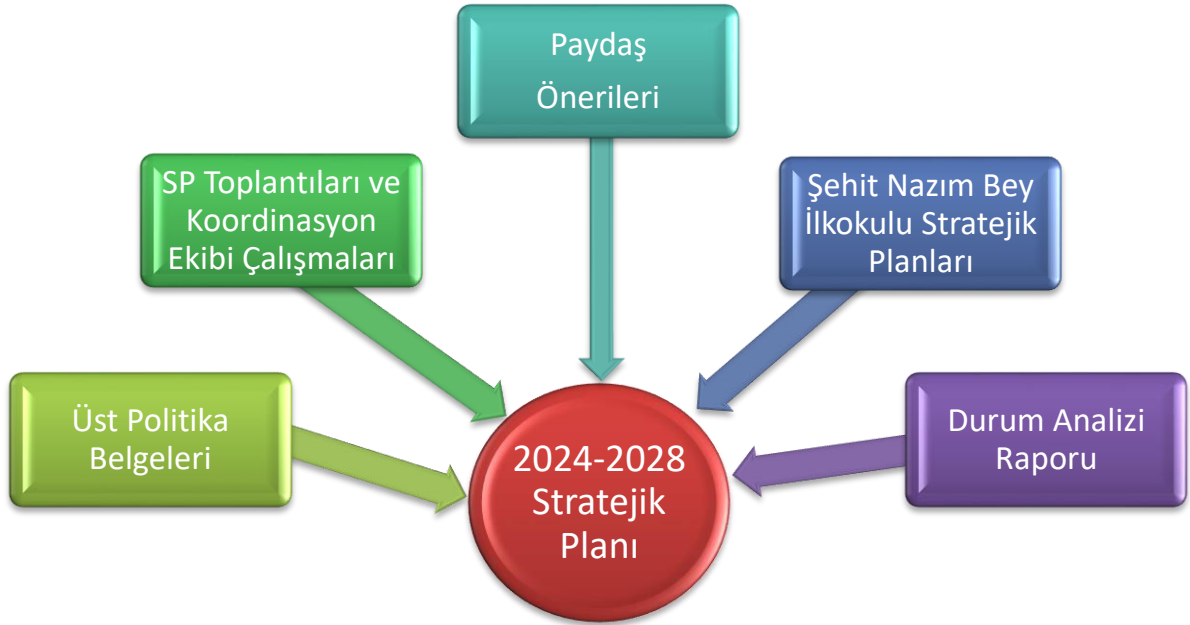 Paydaş
Önerileri
SP Toplantıları ve
Koordinasyon
Ekibi Çalışmaları
Şehit Nazım Bey
İlkokulu Stratejik
Planları
Üst Politika
Belgeleri
2024-2028
Stratejik
Planı
Durum Analizi
Raporu